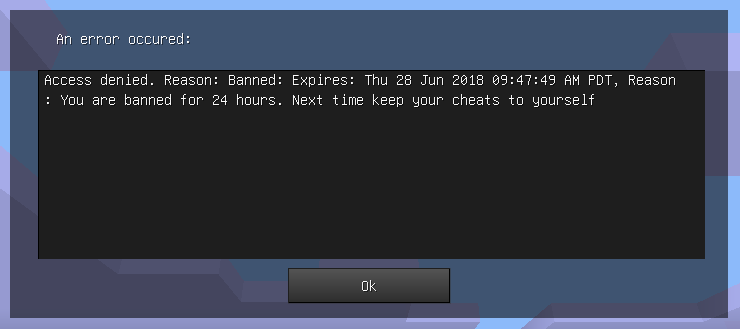 An error occured:
Access denied. Reason: Banned: Expires: Thu 28 Jun 2018 09:47:49 AM PDT, Reason
: You are banned for 24 hours. Next time keep your cheats to yourself
Ok